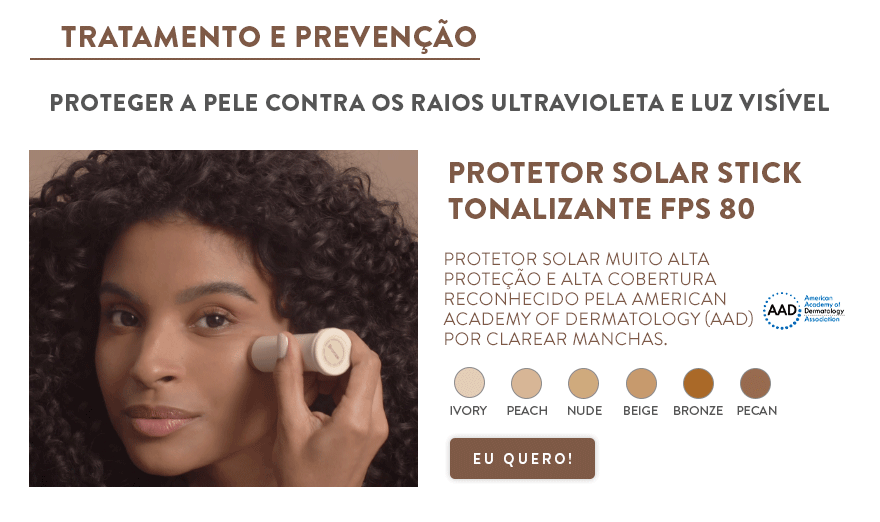 TRATAMENTO E PREVENÇÃO
PROTEGER A PELE CONTRA OS RAIOS ULTRAVIOLETA E LUZ VISÍVEL
PROTETOR SOLAR STICK
TONALIZANTE FPS 80
PROTETOR SOLAR MUITO ALTA
PROTEÇÃO E ALTA COBERTURA
RECONHECIDO PELA AMERICAN
ACADEMY OF DERMATOLOGY (AAD)
POR CLAREAR MANCHAS.
AAD
American
Academy of
Dermatology
Association
IVORY PEACH NUDE BEIGE BRONZE PECAN
EU QUERO!